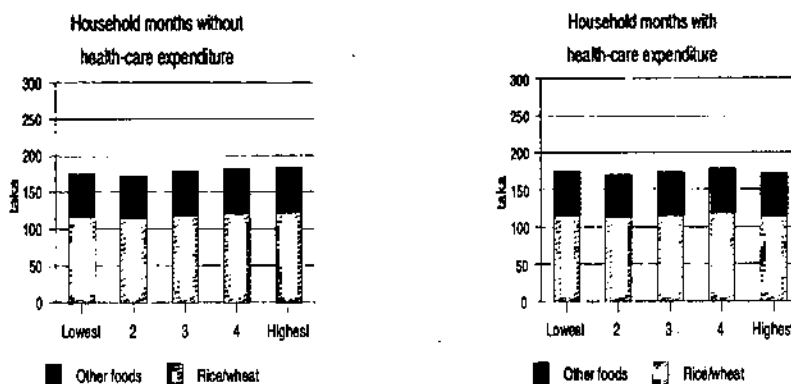 Household months without
health-care expenditure
300
250
200
150
100
50
0
taka
Lowest
2
3
4
Highest
Other foods
Rice/wheat
Household months with
health-care expenditure
300
250
200
150
100
50
0
taka
Lowest
2
3
4
Highest
Other foods
Rice/wheat